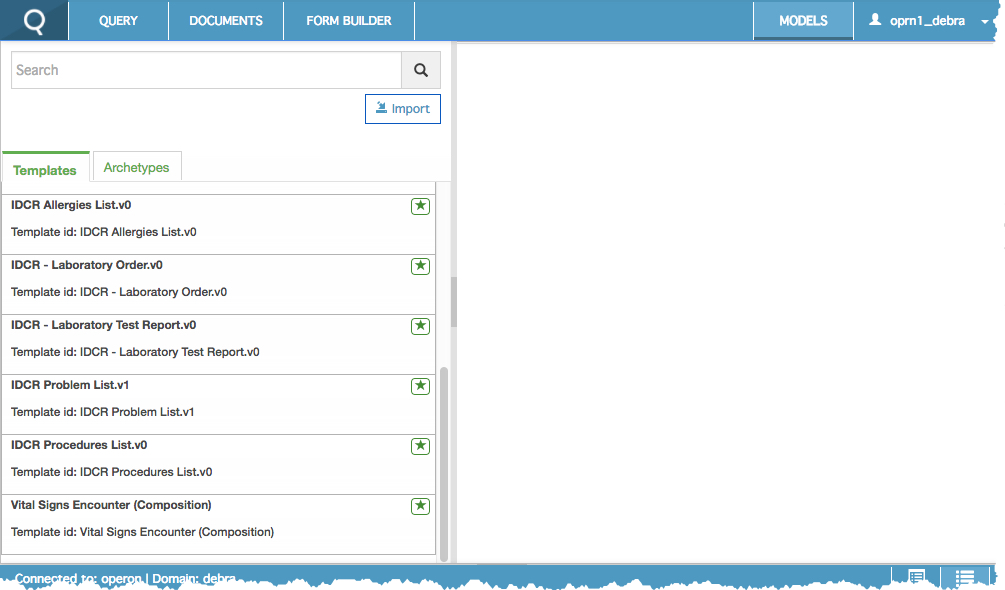 QUERY DOCUMENTS FORM BUILDER MODELS oprn1_debra
Search
Import
Templates Archetypes
IDCR Allergies List.v0
Template id: IDCR Allergies List.v0
IDCR - Laboratory Order.v0
Template id: IDCR - Laboratory Order.v0
IDCR - Laboratory Test Report.v0
Template id: IDCR - Laboratory Test Report.v0
IDCR Problem List.v1
Template id: IDCR Problem List.v1
IDCR Procedures List.v0
Template id: IDCR Procedures List.v0
Vital Signs Encounter (Composition)
Template id: Vital Signs Encounter (Composition)
Connected to: operon | Domain: debra